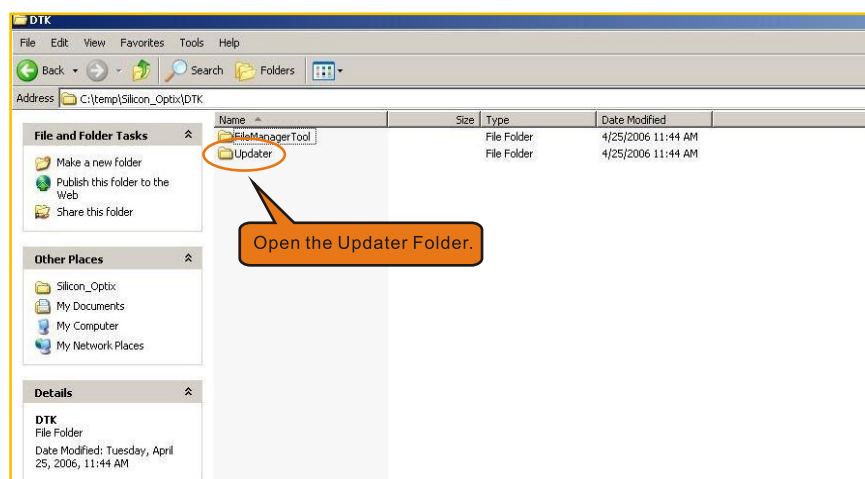 DTK
File Edit View Favorites Tools Help
Back Search Folders
Address C:\temp\Silicon_Optix\DTK
Name Size Type Date Modified
File and Folder Tasks
Make a new folder
Publish this folder to the
Web
Share this folder
Other Places
Silicon_Optix
My Documents
My Computer
My Network Places
Details
DTK
File Folder
Date Modified: Tuesday, April
25, 2006, 11:44 AM
FileManagerTool File Folder 4/25/2006 11:44 AM
Updater File Folder 4/25/2006 11:44 AM
Open the Updater Folder.